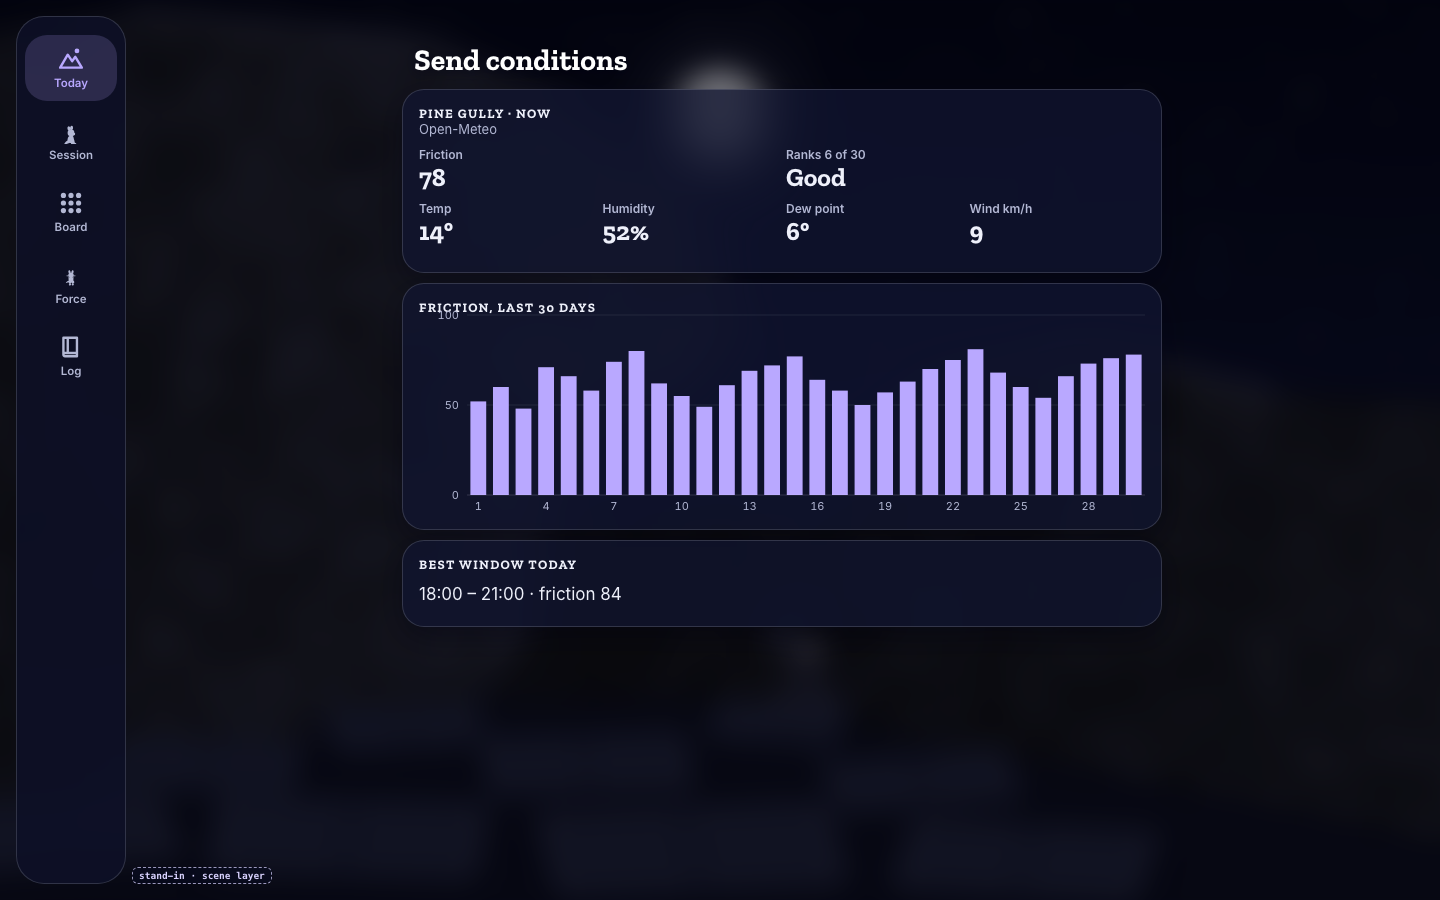 Today
Session
Board
Force
Log
Send conditions
PINE GULLY · NOW
Open-Meteo
Friction
78
Ranks 6 of 30
Good
Temp
14°
Humidity
52%
Dew point
6°
Wind km/h
9
FRICTION, LAST 30 DAYS
100
50
0
1 4 7 10 13 16 19 22 25 28
BEST WINDOW TODAY
18:00 – 21:00 · friction 84
stand-in · scene layer